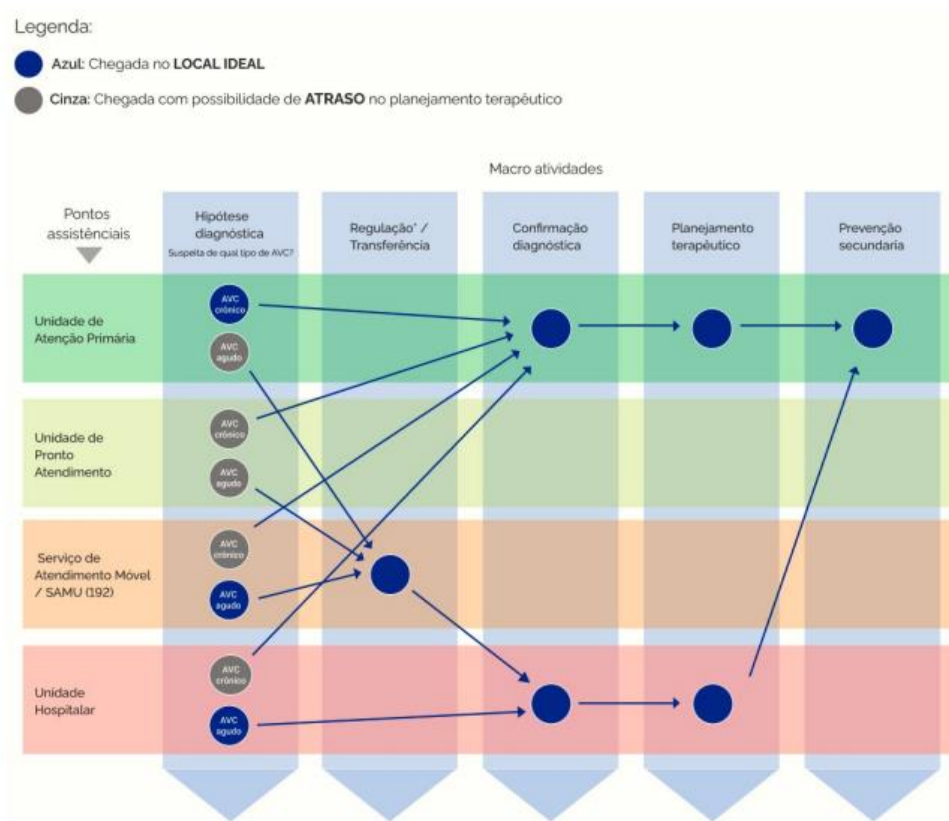 Legenda:
Azul: Chegada no LOCAL IDEAL
Cinza: Chegada com possibilidade de ATRASO no planejamento terapêutico
Macro atividades
Pontos
assistênciais
Hipótese
diagnóstica
Suspeita de qual tipo de AVC?
Regulação* /
Transferência
Confirmação
diagnóstica
Planejamento
terapêutico
Prevenção
secundaria
Unidade de
Atenção Primária
AVC
crônico
AVC
agudo
Unidade de
Pronto
Atendimento
AVC
crônico
AVC
agudo
Serviço de
Atendimento Móvel
/ SAMU (192)
AVC
crônico
AVC
agudo
Unidade
Hospitalar
AVC
crônico
AVC
agudo